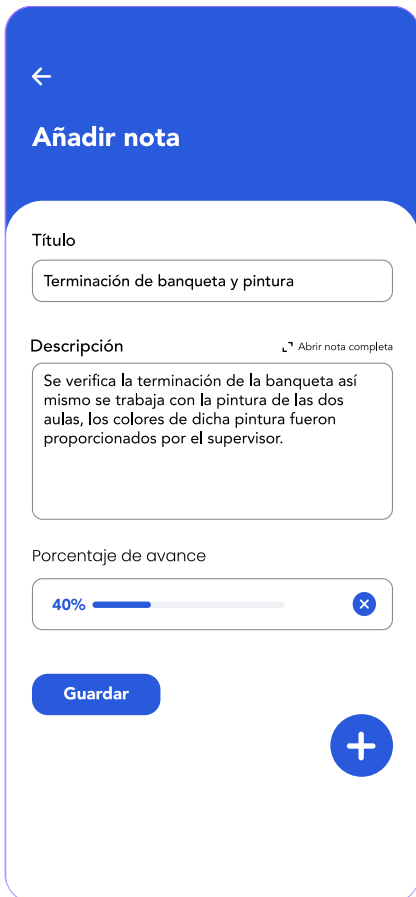 Añadir nota
Título
Terminación de banqueta y pintura
Descripción
Abrir nota completa
Se verifica la terminación de la banqueta así
mismo se trabaja con la pintura de las dos
aulas, los colores de dicha pintura fueron
proporcionados por el supervisor.
Porcentaje de avance
40%
Guardar